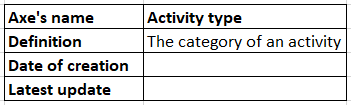 Axe's name Activity type
Definition The category of an activity
Date of creation
Latest update